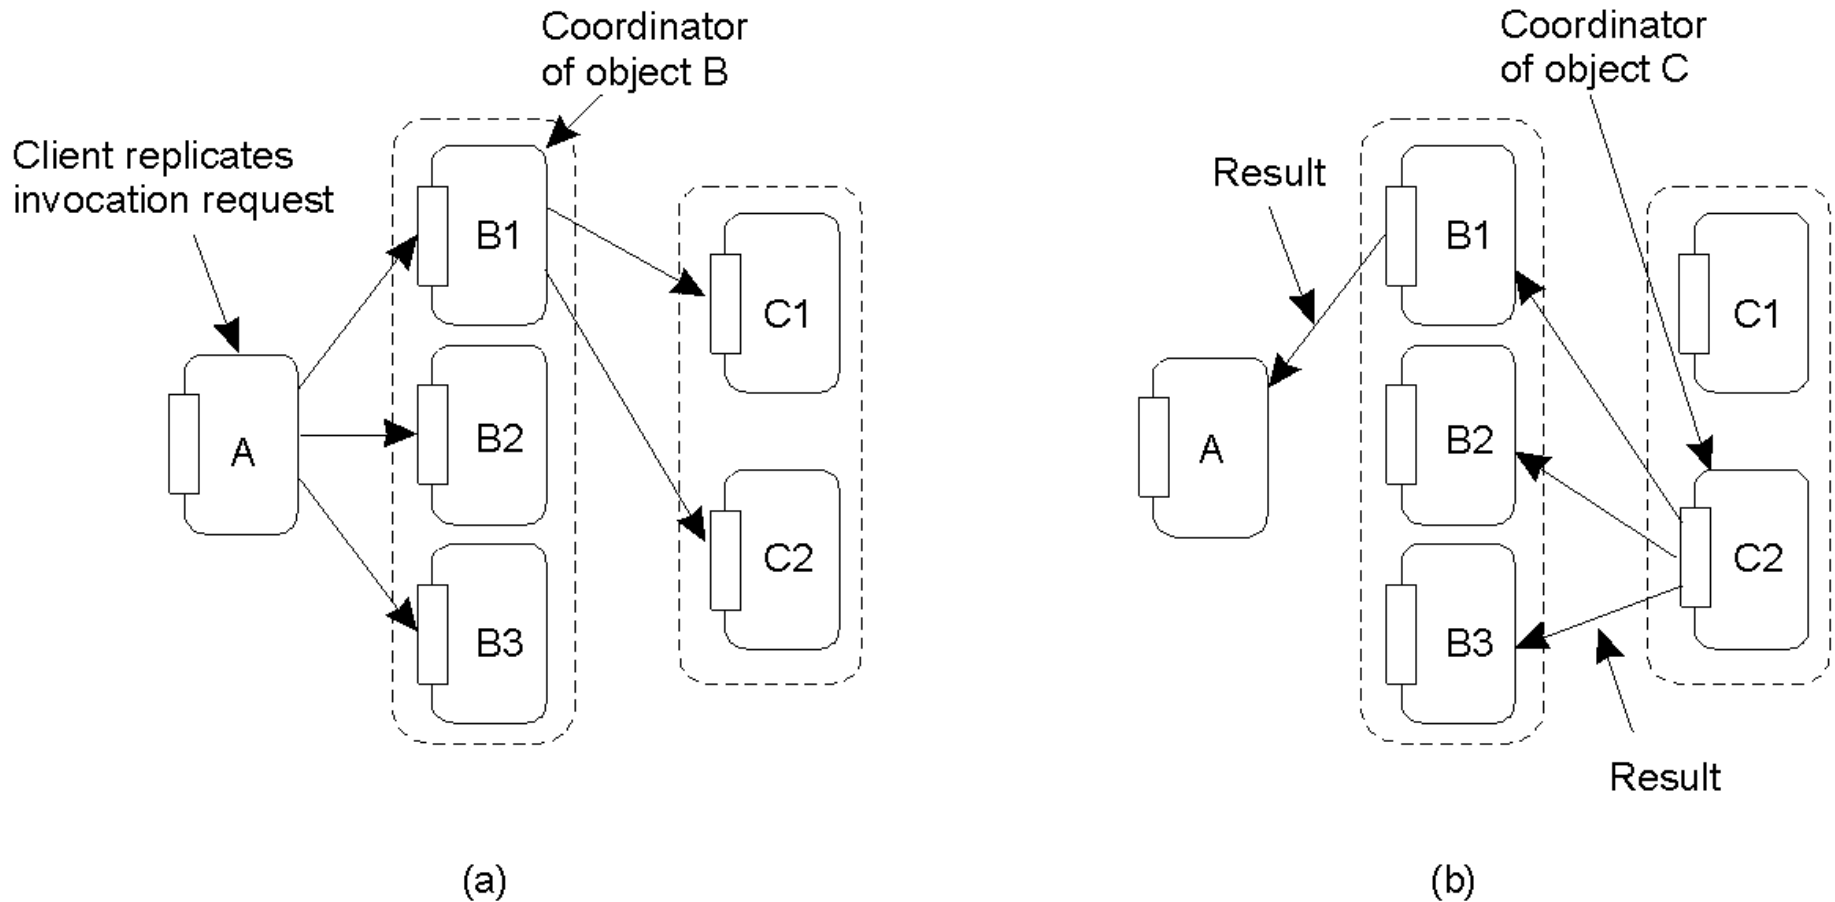 Coordinator
of object B
Client replicates
invocation request
B1
C1
B2
A
C2
B3
(a)
Coordinator
of object C
Result
B1
C1
B2
A
C2
B3
Result
(b)